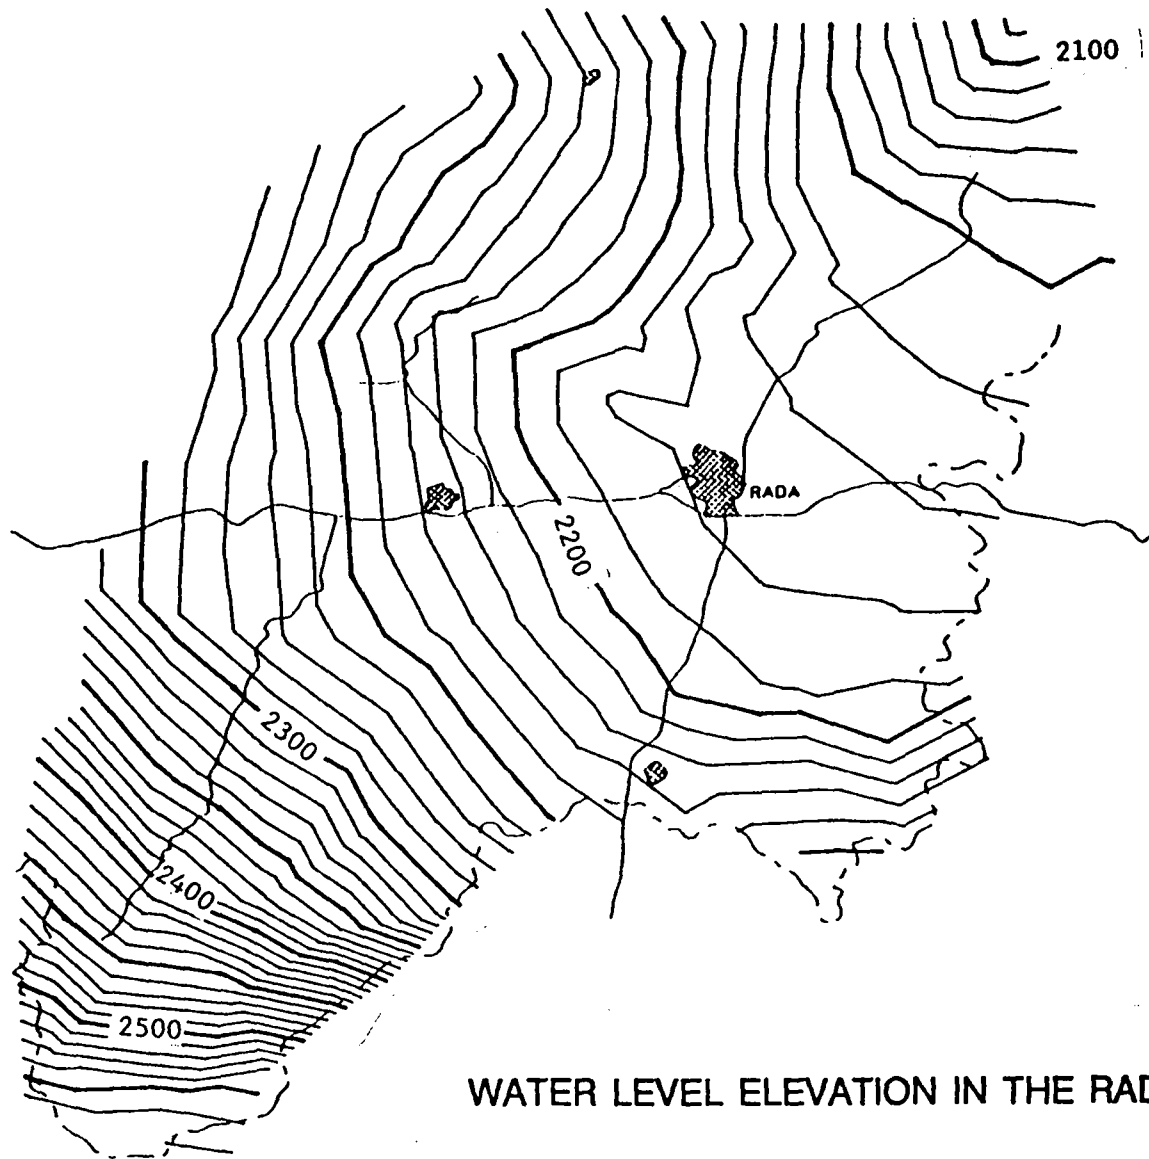 2100
RADA
2200
2300
2400
2500
WATER LEVEL ELEVATION IN THE RAD